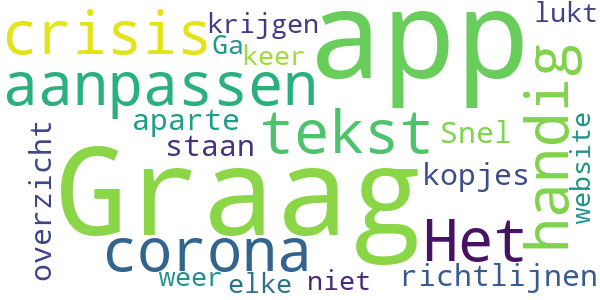 lukt
krijgen
crisis
app
Ga
keer
aanpassen
handig
aparte
tekst
Snel
website
staan
overzicht
Graag
kopjes
Het
corona
weer
elke
niet
richtlijnen